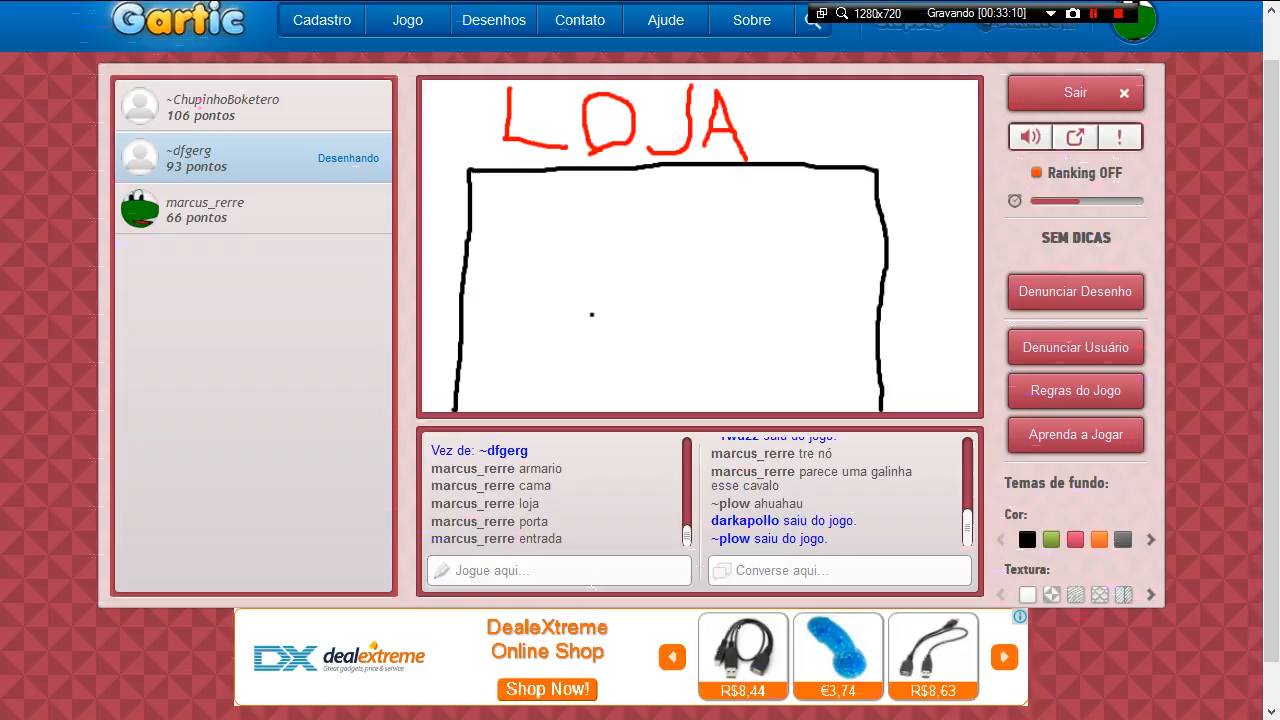 Gartic
Cadastro
Jogo
Desenhos
Contato
Ajude
Sobre
1280x720
Gravando [00:33:10]
~ChupinhoBoketero
106 pontos
~dfgerg
93 pontos
Desenhando
marcus_rerre
66 pontos
LOJA
Sair
!
Ranking OFF
SEM DICAS
Denunciar Desenho
Denunciar Usuário
Regras do Jogo
Aprenda a Jogar
Temas de fundo:
Cor:
Textura:
Vez de: ~dfgerg
marcus_rerre armario
marcus_rerre cama
marcus_rerre loja
marcus_rerre porta
marcus_rerre entrada
Jogue aqui...
saiu do jogo.
marcus_rerre tre nó
marcus_rerre parece uma galinha
esse cavalo
~plow ahuahau
darkapollo saiu do jogo.
~plow saiu do jogo.
Converse aqui...
DX dealextreme
Great gadgets, price & service
DealeXtreme
Online Shop
Shop Now!
R$8,44
€3,74
R$8,63